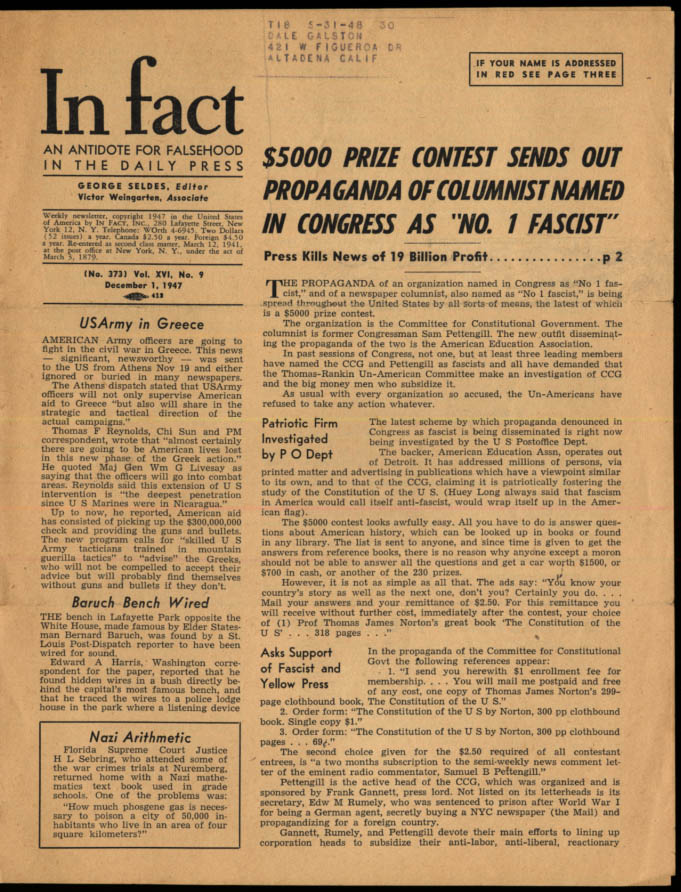 T18 5-31-48 30
DALE GALSTON
421 W FIGUEROA DR
ALTADENA CALIF
IF YOUR NAME IS ADDRESSED
IN RED SEE PAGE THREE
In fact
AN ANTIDOTE FOR FALSEHOOD
IN THE DAILY PRESS
GEORGE SELDES, Editor
Victor Weingarten, Associate
Weekly newsletter, copyright 1947 in the United States
of America by IN FACT, INC., 280 Lafayette Street, New
York 12, N. Y. Telephone: WOrth 4-6945. Two Dollars
(52 issues) a year. Canada $2.50 a year. Foreign $4.50
a year. Re-entered as second class matter, March 12, 1941,
at the post office at New York, N. Y., under the act of
March 3, 1879.
(No. 373) Vol. XVI, No. 9
December 1, 1947
412
USArmy in Greece
AMERICAN Army officers are going to
fight in the civil war in Greece. This news
— significant, newsworthy — was sent
to the US from Athens Nov 19 and either
ignored or buried in many newspapers.
The Athens dispatch stated that USArmy
officers will not only supervise American
aid to Greece "but also will share in the
strategic and tactical direction of the
actual campaigns."
Thomas F Reynolds, Chi Sun and PM
correspondent, wrote that "almost certainly
there are going to be American lives lost
in this new phase of the Greek action."
He quoted Maj Gen Wm G Livesay as
saying that the officers will go into combat
areas. Reynolds said this extension of U S
intervention is "the deepest penetration
since U S Marines were in Nicaragua."
Up to now, he reported, American aid
has consisted of picking up the $300,000,000
check and providing the guns and bullets.
The new program calls for "skilled U S
Army tacticians trained in mountain
guerilla tactics" to "advise" the Greeks,
who will not be compelled to accept their
advice but will probably find themselves
without guns and bullets if they don't.
Baruch Bench Wired
THE bench in Lafayette Park opposite the
White House, made famous by Elder States-
man Bernard Baruch, was found by a St.
Louis Post-Dispatch reporter to have been
wired for sound.
Edward A Harris, Washington corre-
spondent for the paper, reported that he
found hidden wires in a bush directly be-
hind the capital's most famous bench, and
that he traced the wires to a police lodge
house in the park where a listening device
Nazi Arithmetic
Florida Supreme Court Justice
H L Sebring, who attended some of
the war crimes trials at Nuremberg,
returned home with a Nazi mathe-
matics text book used in grade
schools. One of the problems was:
"How much phosgene gas is neces-
sary to poison a city of 50,000 in-
habitants who live in an area of four
square kilometers?"
$5000 PRIZE CONTEST SENDS OUT
PROPAGANDA OF COLUMNIST NAMED
IN CONGRESS AS "NO. 1 FASCIST"
Press Kills News of 19 Billion Profit................p 2
THE PROPAGANDA of an organization named in Congress as "No 1 fas-
cist," and of a newspaper columnist, also named as "No 1 fascist," is being
spread throughout the United States by all sorts of means, the latest of which
is a $5000 prize contest.
The organization is the Committee for Constitutional Government. The
columnist is former Congressman Sam Pettengill. The new outfit disseminat-
ing the propaganda of the two is the American Education Association.
In past sessions of Congress, not one, but at least three leading members
have named the CCG and Pettengill as fascists and all have demanded that
the Thomas-Rankin Un-American Committee make an investigation of CCG
and the big money men who subsidize it.
As usual with every organization so accused, the Un-Americans have
refused to take any action whatever.
Patriotic Firm
Investigated
by P O Dept
The latest scheme by which propaganda denounced in
Congress as fascist is being disseminated is right now
being investigated by the U S Postoffice Dept.
The backer, American Education Assn, operates out
of Detroit. It has addressed millions of persons, via
printed matter and advertising in publications which have a viewpoint similar
to its own, and to that of the CCG, claiming it is patriotically fostering the
study of the Constitution of the U S. (Huey Long always said that fascism
in America would call itself anti-fascist, would wrap itself up in the Amer-
ican flag).
The $5000 contest looks awfully easy. All you have to do is answer ques-
tions about American history, which can be looked up in books or found
in any library. The list is sent to anyone, and since time is given to get the
answers from reference books, there is no reason why anyone except a moron
should not be able to answer all the questions and get a car worth $1500, or
$700 in cash, or another of the 230 prizes.
However, it is not as simple as all that. The ads say: "You know your
country's story as well as the next one, don't you? Certainly you do. . . .
Mail your answers and your remittance of $2.50. For this remittance you
will receive without further cost, immediately after the contest, your choice
of (1) Prof Thomas James Norton's great book 'The Constitution of the
U S' . . . 318 pages . . ."
Asks Support
of Fascist and
Yellow Press
In the propaganda of the Committee for Constitutional
Govt the following references appear:
1. "I send you herewith $1 enrollment fee for
membership. . . . You will mail me postpaid and free
of any cost, one copy of Thomas James Norton's 299-
page clothbound book, The Constitution of the U S."
2. Order form: "The Constitution of the U S by Norton, 300 pp clothbound
book. Single copy $1."
3. Order form: "The Constitution of the U S by Norton, 300 pp clothbound
pages . . . 69¢."
The second choice given for the $2.50 required of all contestant
entrees, is "a two months subscription to the semi-weekly news comment let-
ter of the eminent radio commentator, Samuel B Pettengill."
Pettengill is the active head of the CCG, which was organized and is
sponsored by Frank Gannett, press lord. Not listed on its letterheads is its
secretary, Edw M Rumely, who was sentenced to prison after World War I
for being a German agent, secretly buying a NYC newspaper (the Mail) and
propagandizing for a foreign country.
Gannett, Rumely, and Pettengill devote their main efforts to lining up
corporation heads to subsidize their anti-labor, anti-liberal, reactionary